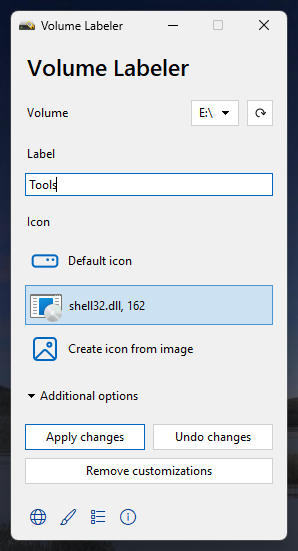 Volume Labeler
Volume Labeler
Volume
E:\
Label
Tools
Icon
Default icon
shell32.dll, 162
Create icon from image
Additional options
Apply changes
Undo changes
Remove customizations